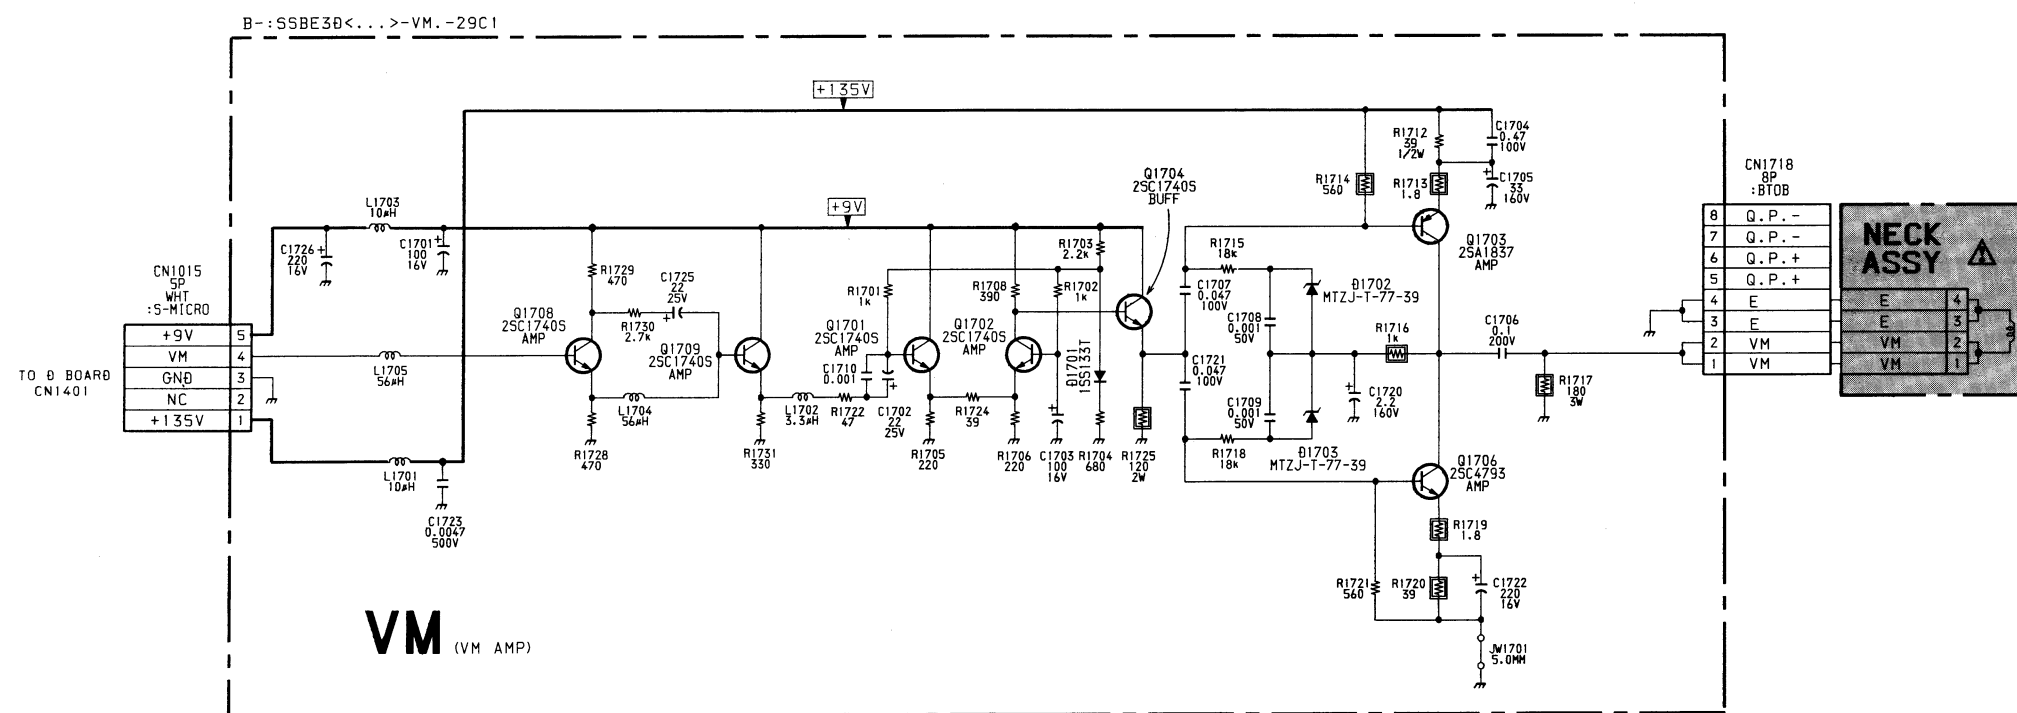 B-:SSBE3D<...>-VM.-29C1
+135V
R1712
39
1/2W
C1704
0.47
100V
R1714
560
R1713
1.8
C1705
33
160V
Q1703
2SA1837
AMP
Q1704
2SC1740S
BUFF
CN1718
8P
:BTOB
8 Q.P.-
7 Q.P.-
6 Q.P.+
5 Q.P.+
4 E
3 E
2 VM
1 VM
NECK
ASSY
E 4
E 3
VM 2
VM 1
L1703
10μH
+9V
C1726
220
16V
C1701
100
16V
CN1015
5P
WHT
:S-MICRO
+9V 5
VM 4
GND 3
NC 2
+135V 1
TO D BOARD
CN1401
L1705
56μH
L1701
10μH
C1723
0.0047
500V
R1729
470
C1725
22
25V
R1730
2.7k
Q1708
2SC1740S
AMP
Q1709
2SC1740S
AMP
L1704
56μH
R1728
470
R1731
330
L1702
3.3μH
R1722
47
R1701
1k
Q1701
2SC1740S
AMP
C1710
0.001
C1702
22
25V
R1705
220
R1724
39
R1708
390
Q1702
2SC1740S
AMP
R1706
220
R1703
2.2k
R1702
1k
D1701
1SS133T
C1703
100
16V
R1704
680
R1725
120
2W
R1715
18k
C1707
0.047
100V
C1708
0.001
50V
C1721
0.047
100V
C1709
0.001
50V
R1718
18k
D1702
MTZJ-T-77-39
D1703
MTZJ-T-77-39
R1716
1k
C1720
2.2
160V
C1706
0.1
200V
R1717
180
3W
Q1706
2SC4793
AMP
R1719
1.8
R1721
560
R1720
39
C1722
220
16V
JW1701
5.0MM
VM (VM AMP)